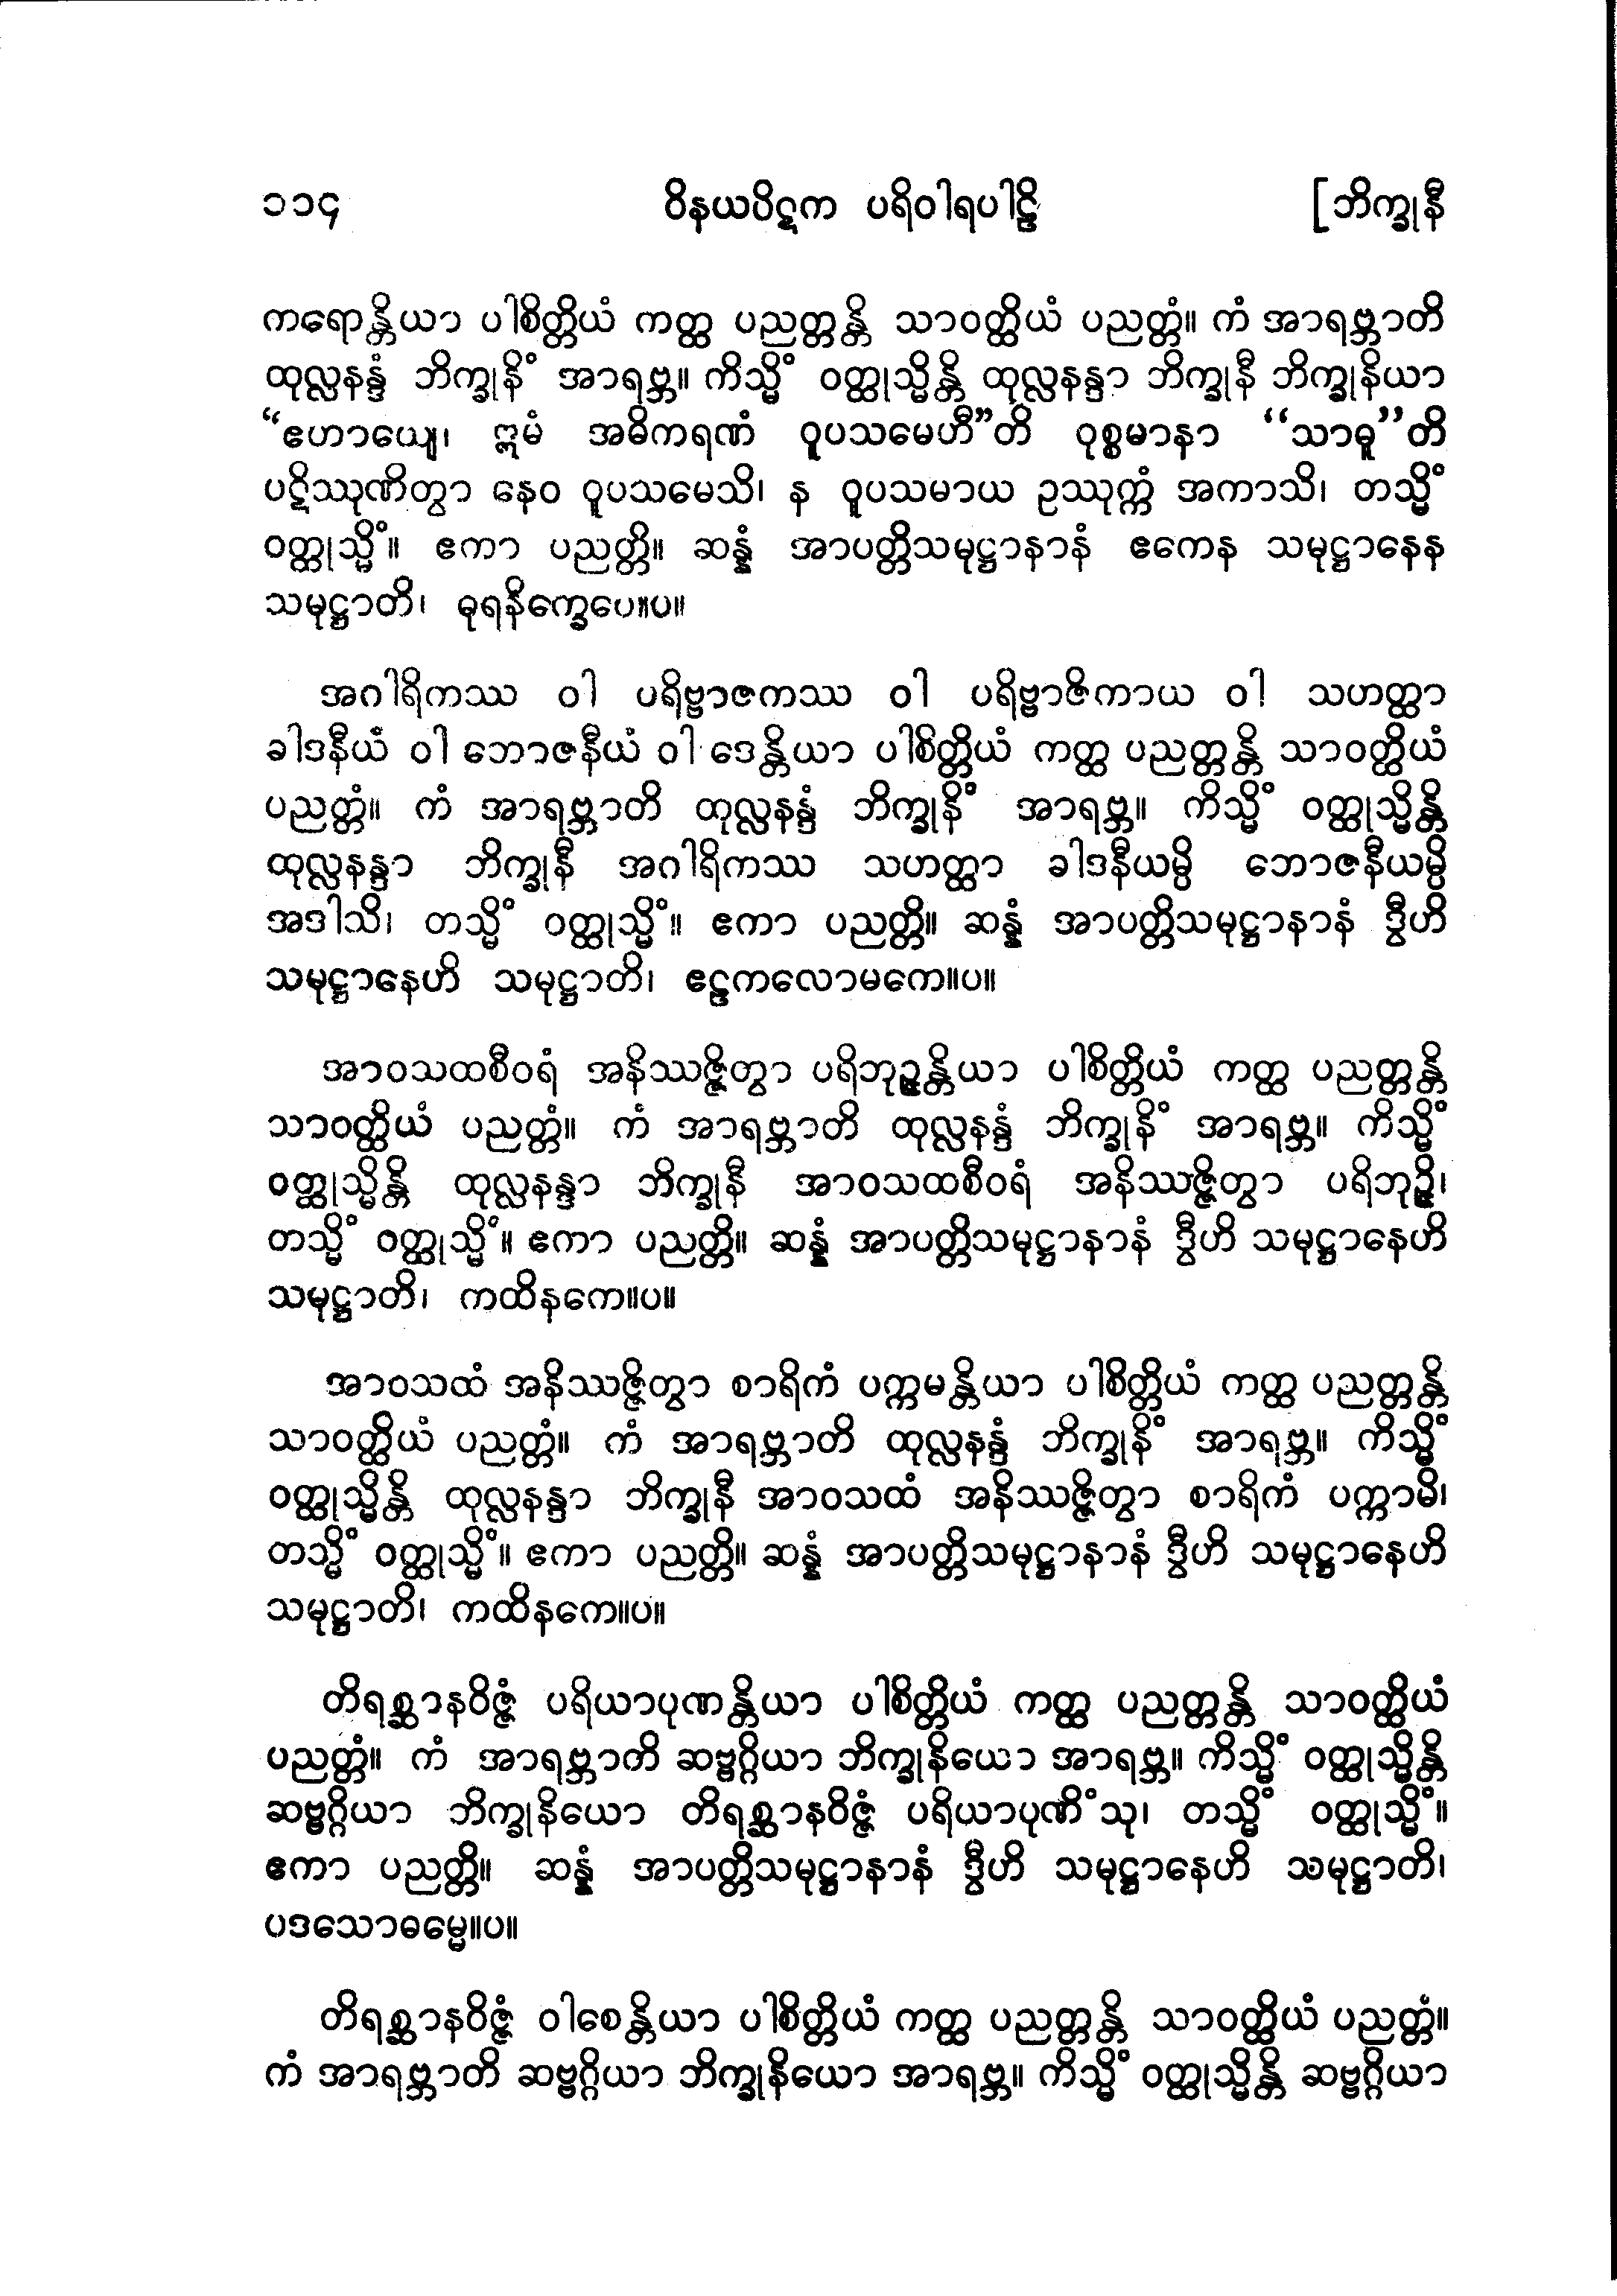 ၁၁၄ ဝိနယပိဋက ပရိဝါရပါဠိ [ဘိက္ခုနီ
ကရောန္တိယာ ပါစိတ္တိယံ ကတ္ထ ပညတ္တန္တိ သာဝတ္ထိယံ ပညတ္တံ။ ကံ အာရဗ္ဘာတိ
ထုလ္လနန္ဒံ ဘိက္ခုနိံ အာရဗ္ဘ။ ကိသ္မိံ ဝတ္ထုသ္မိန္တိ ထုလ္လနန္ဒာ ဘိက္ခုနီ ဘိက္ခုနိယာ
“ဧဟာယျေ၊ ဣမံ အဓိကရဏံ ဝူပသမေဟီ”တိ ဝုစ္စမာနာ “သာဓူ”တိ
ပဋိဿုဏိတွာ နေဝ ဝူပသမေသိ၊ န ဝူပသမာယ ဥဿုက္ကံ အကာသိ၊ တသ္မိံ
ဝတ္ထုသ္မိံ။ ဧကာ ပညတ္တိ။ ဆန္နံ အာပတ္တိသမုဋ္ဌာနာနံ ဧကေန သမုဋ္ဌာနေန
သမုဋ္ဌာတိ၊ ဓုရနိက္ခေပေ။ပ။
အဂါရိကဿ ဝါ ပရိဗ္ဗာဇကဿ ဝါ ပရိဗ္ဗာဇိကာယ ဝါ သဟတ္ထာ
ခါဒနီယံ ဝါ ဘောဇနီယံ ဝါ ဒေန္တိယာ ပါစိတ္တိယံ ကတ္ထ ပညတ္တန္တိ သာဝတ္ထိယံ
ပညတ္တံ။ ကံ အာရဗ္ဘာတိ ထုလ္လနန္ဒံ ဘိက္ခုနိံ အာရဗ္ဘ။ ကိသ္မိံ ဝတ္ထုသ္မိန္တိ
ထုလ္လနန္ဒာ ဘိက္ခုနီ အဂါရိကဿ သဟတ္ထာ ခါဒနီယမ္ပိ ဘောဇနီယမ္ပိ
အဒါသိ၊ တသ္မိံ ဝတ္ထုသ္မိံ။ ဧကာ ပညတ္တိ။ ဆန္နံ အာပတ္တိသမုဋ္ဌာနာနံ ဒွီဟိ
သမုဋ္ဌာနေဟိ သမုဋ္ဌာတိ၊ ဧဠကလောမကေ။ပ။
အာဝသထစီဝရံ အနိဿဇ္ဇိတွာ ပရိဘုဉ္ဇန္တိယာ ပါစိတ္တိယံ ကတ္ထ ပညတ္တန္တိ
သာဝတ္ထိယံ ပညတ္တံ။ ကံ အာရဗ္ဘာတိ ထုလ္လနန္ဒံ ဘိက္ခုနိံ အာရဗ္ဘ။ ကိသ္မိံ
ဝတ္ထုသ္မိန္တိ ထုလ္လနန္ဒာ ဘိက္ခုနီ အာဝသထစီဝရံ အနိဿဇ္ဇိတွာ ပရိဘုဉ္ဇိ၊
တသ္မိံ ဝတ္ထုသ္မိံ။ ဧကာ ပညတ္တိ။ ဆန္နံ အာပတ္တိသမုဋ္ဌာနာနံ ဒွီဟိ သမုဋ္ဌာနေဟိ
သမုဋ္ဌာတိ၊ ကထိနကေ။ပ။
အာဝသထံ အနိဿဇ္ဇိတွာ စာရိကံ ပက္ကမန္တိယာ ပါစိတ္တိယံ ကတ္ထ ပညတ္တန္တိ
သာဝတ္ထိယံ ပညတ္တံ။ ကံ အာရဗ္ဘာတိ ထုလ္လနန္ဒံ ဘိက္ခုနိံ အာရဗ္ဘ။ ကိသ္မိံ
ဝတ္ထုသ္မိန္တိ ထုလ္လနန္ဒာ ဘိက္ခုနီ အာဝသထံ အနိဿဇ္ဇိတွာ စာရိကံ ပက္ကာမိ၊
တသ္မိံ ဝတ္ထုသ္မိံ။ ဧကာ ပညတ္တိ။ ဆန္နံ အာပတ္တိသမုဋ္ဌာနာနံ ဒွီဟိ သမုဋ္ဌာနေဟိ
သမုဋ္ဌာတိ၊ ကထိနကေ။ပ။
တိရစ္ဆာနဝိဇ္ဇံ ပရိယာပုဏန္တိယာ ပါစိတ္တိယံ ကတ္ထ ပညတ္တန္တိ သာဝတ္ထိယံ
ပညတ္တံ။ ကံ အာရဗ္ဘာတိ ဆဗ္ဗဂ္ဂိယာ ဘိက္ခုနိယော အာရဗ္ဘ။ ကိသ္မိံ ဝတ္ထုသ္မိန္တိ
ဆဗ္ဗဂ္ဂိယာ ဘိက္ခုနိယော တိရစ္ဆာနဝိဇ္ဇံ ပရိယာပုဏိံသု၊ တသ္မိံ ဝတ္ထုသ္မိံ။
ဧကာ ပညတ္တိ။ ဆန္နံ အာပတ္တိသမုဋ္ဌာနာနံ ဒွီဟိ သမုဋ္ဌာနေဟိ သမုဋ္ဌာတိ၊
ပဒသောဓမ္မေ။ပ။
တိရစ္ဆာနဝိဇ္ဇံ ဝါစေန္တိယာ ပါစိတ္တိယံ ကတ္ထ ပညတ္တန္တိ သာဝတ္ထိယံ ပညတ္တံ။
ကံ အာရဗ္ဘာတိ ဆဗ္ဗဂ္ဂိယာ ဘိက္ခုနိယော အာရဗ္ဘ။ ကိသ္မိံ ဝတ္ထုသ္မိန္တိ ဆဗ္ဗဂ္ဂိယာ